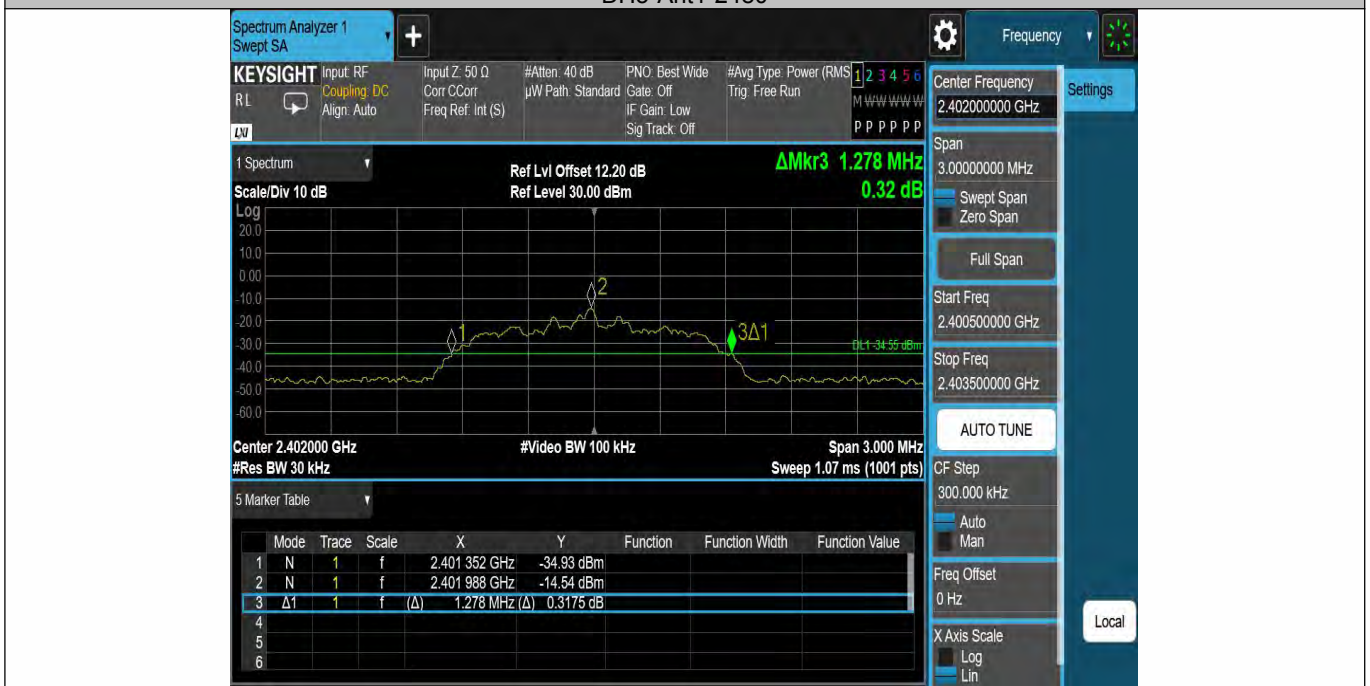 Spectrum Analyzer 1
Swept SA
+
Frequency
KEYSIGHT
RL
LXI
Input: RF
Coupling: DC
Align: Auto
Input Z: 50 Ω
Corr CCorr
Freq Ref: Int (S)
#Atten: 40 dB
µW Path: Standard
PNO: Best Wide
Gate: Off
IF Gain: Low
Sig Track: Off
#Avg Type: Power (RMS
Trig: Free Run
1 2 3 4 5 6
M W W W W W
P P P P P P
1 Spectrum
Scale/Div 10 dB
Ref Lvl Offset 12.20 dB
Ref Level 30.00 dBm
ΔMkr3 1.278 MHz
0.32 dB
Log
20.0
10.0
0.00
-10.0
-20.0
-30.0
-40.0
-50.0
-60.0
1
2
3Δ1
DL1 -34.55 dBm
Center 2.402000 GHz
#Res BW 30 kHz
#Video BW 100 kHz
Span 3.000 MHz
Sweep 1.07 ms (1001 pts)
5 Marker Table
Mode Trace Scale X Y Function Function Width Function Value
1 N 1 f 2.401 352 GHz -34.93 dBm
2 N 1 f 2.401 988 GHz -14.54 dBm
3 Δ1 1 f (Δ) 1.278 MHz (Δ) 0.3175 dB
4
5
6
Center Frequency
2.402000000 GHz
Settings
Span
3.00000000 MHz
Swept Span
Zero Span
Full Span
Start Freq
2.400500000 GHz
Stop Freq
2.403500000 GHz
AUTO TUNE
CF Step
300.000 kHz
Auto
Man
Freq Offset
0 Hz
X Axis Scale
Log
Lin
Local